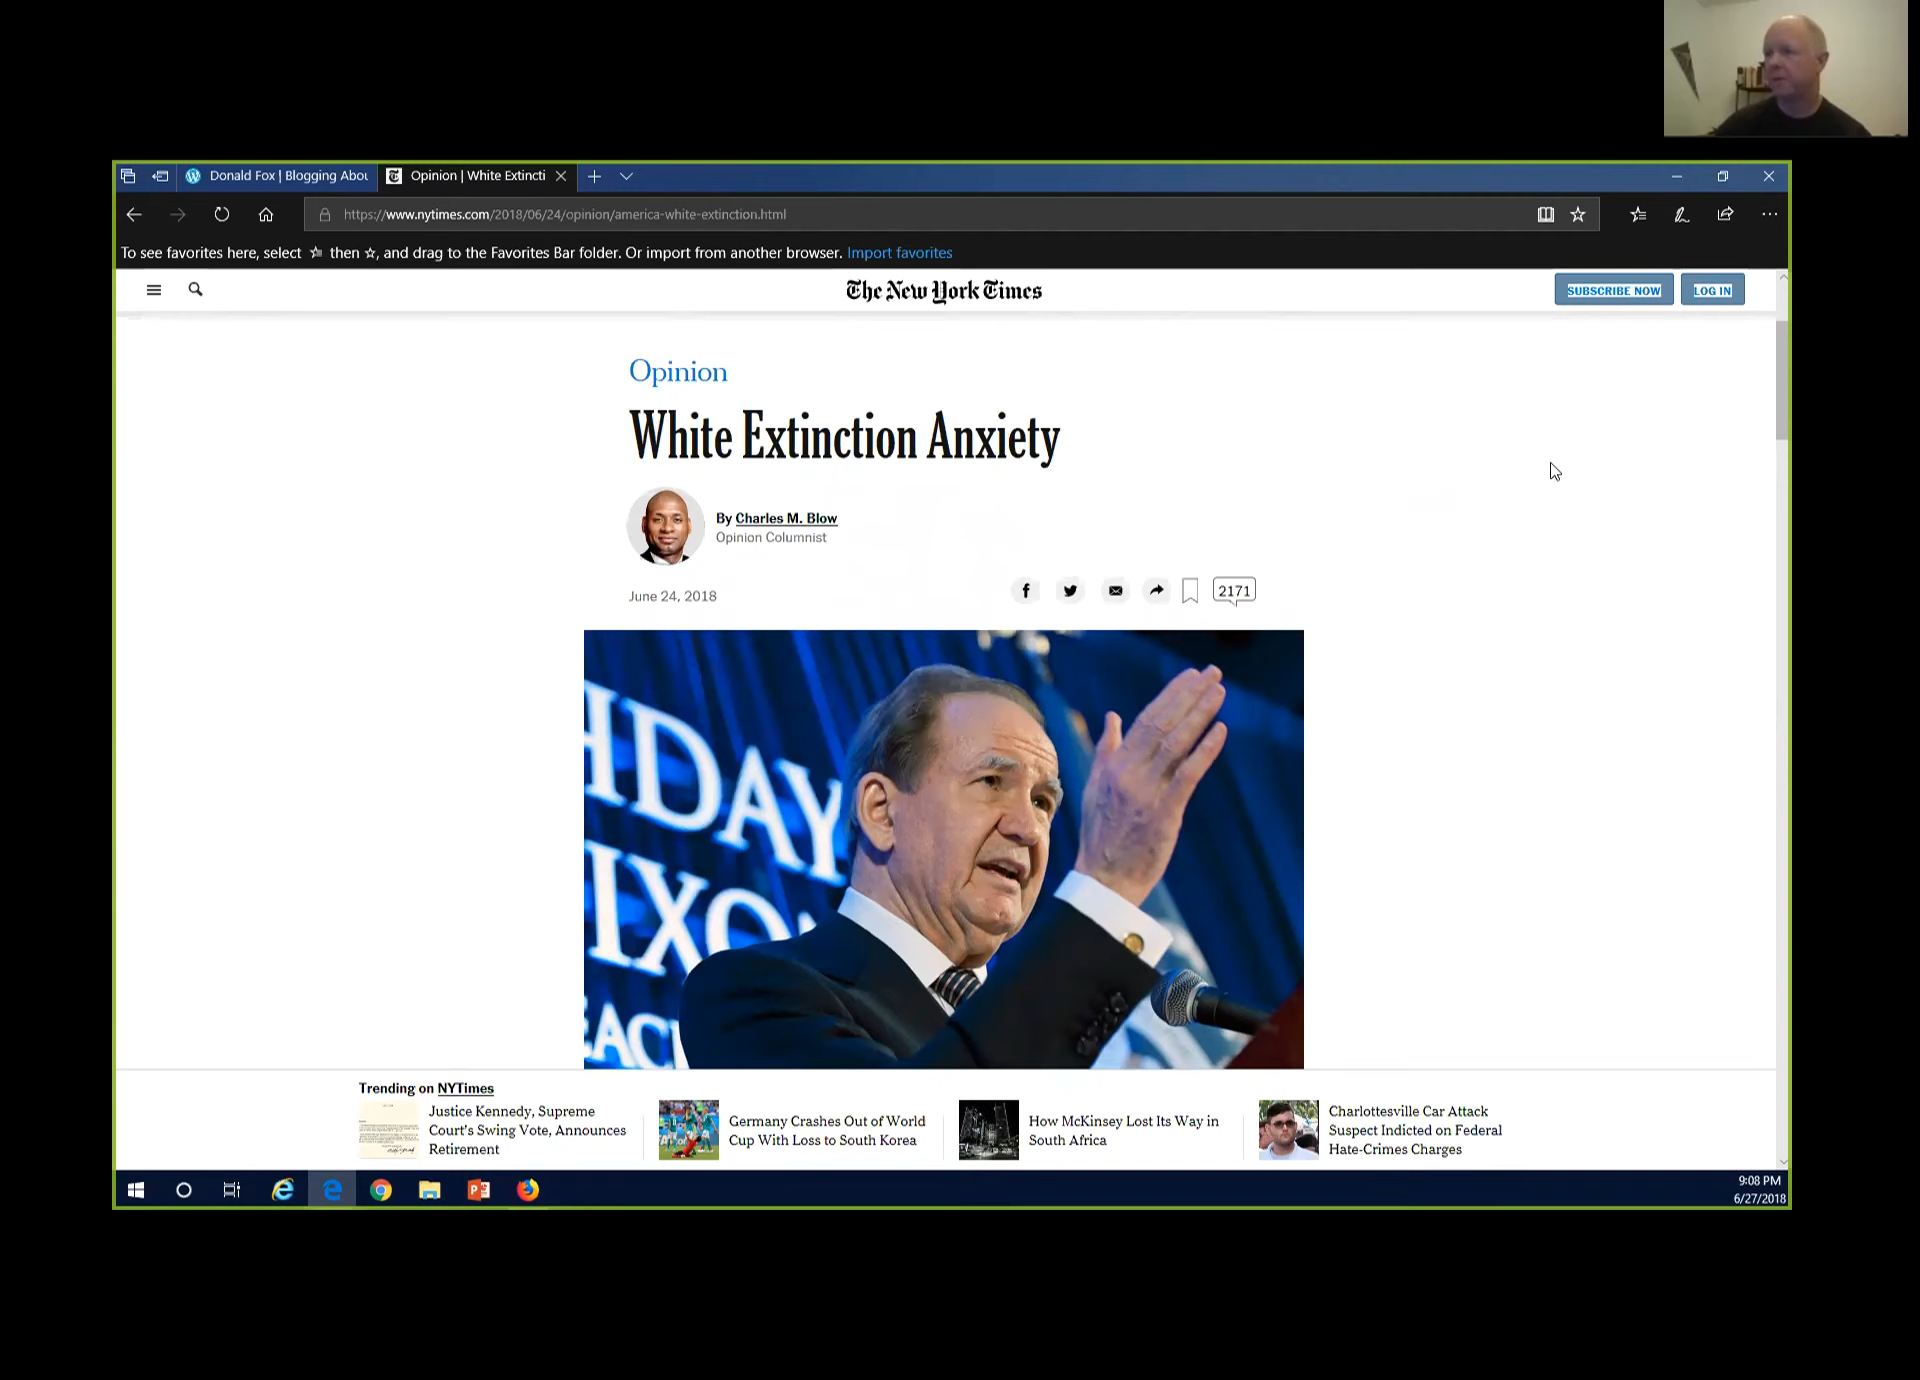 Donald Fox | Blogging Abou
Opinion | White Extincti
https://www.nytimes.com/2018/06/24/opinion/america-white-extinction.html
To see favorites here, select then, and drag to the Favorites Bar folder. Or import from another browser. Import favorites
The New York Times
SUBSCRIBE NOW
LOG IN
Opinion
White Extinction Anxiety
By Charles M. Blow
Opinion Columnist
June 24, 2018
2171
HDAY
IXO
EAC
Trending on NYTimes
Justice Kennedy, Supreme
Court's Swing Vote, Announces
Retirement
Germany Crashes Out of World
Cup With Loss to South Korea
How McKinsey Lost Its Way in
South Africa
Charlottesville Car Attack
Suspect Indicted on Federal
Hate-Crimes Charges
9:08 PM
6/27/2018